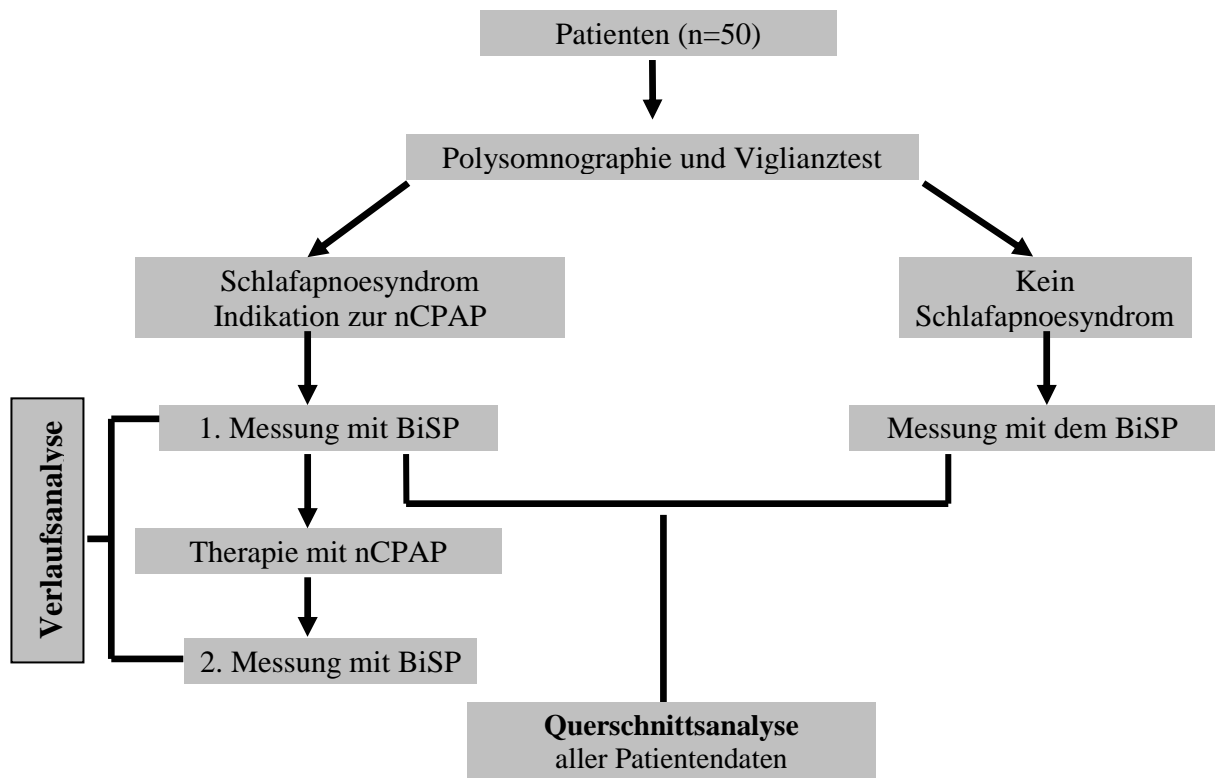 Patienten (n=50)
Polysomnographie und Viglianztest
Schlafapnoesyndrom
Indikation zur nCPAP
Kein
Schlafapnoesyndrom
1. Messung mit BiSP
Messung mit dem BiSP
Verlaufsanalyse
Therapie mit nCPAP
2. Messung mit BiSP
Querschnittsanalyse
aller Patientendaten